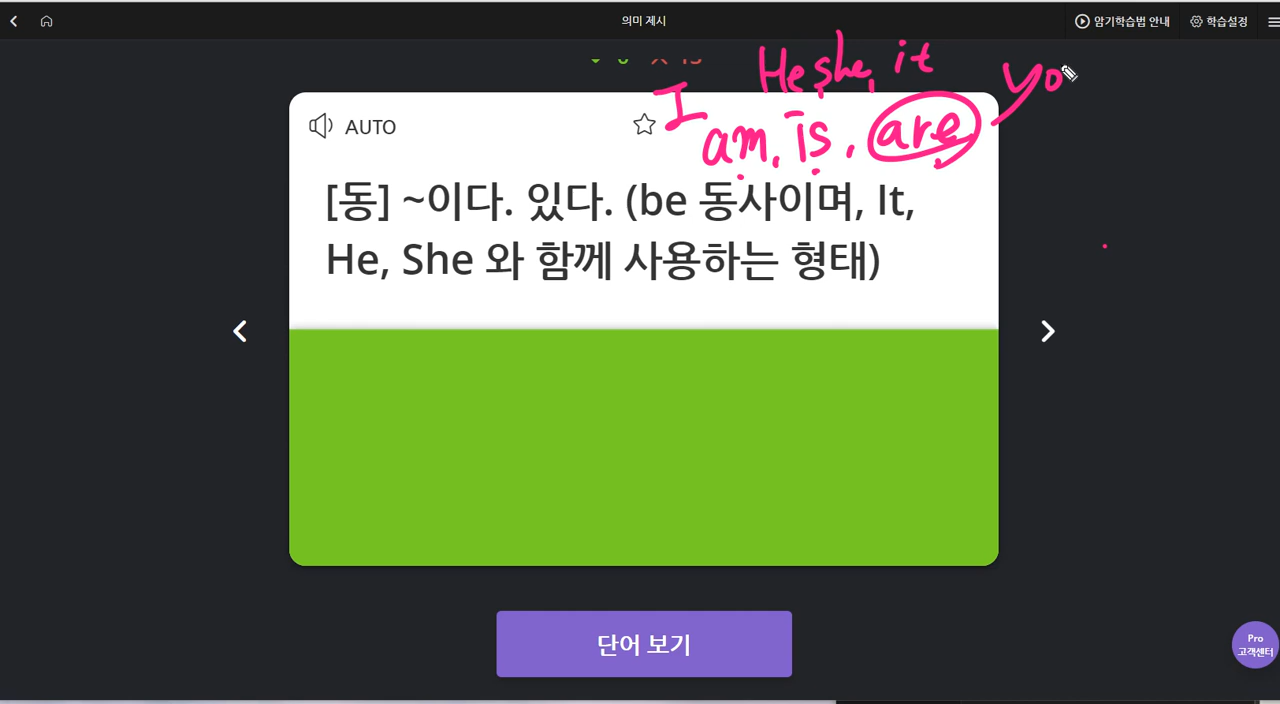 의미 제시
암기학습법 안내
학습설정
He, she, it
yo
I
am, is, are
AUTO
[동] ~이다. 있다. (be 동사이며, It,
He, She 와 함께 사용하는 형태)
단어 보기
Pro
고객센터